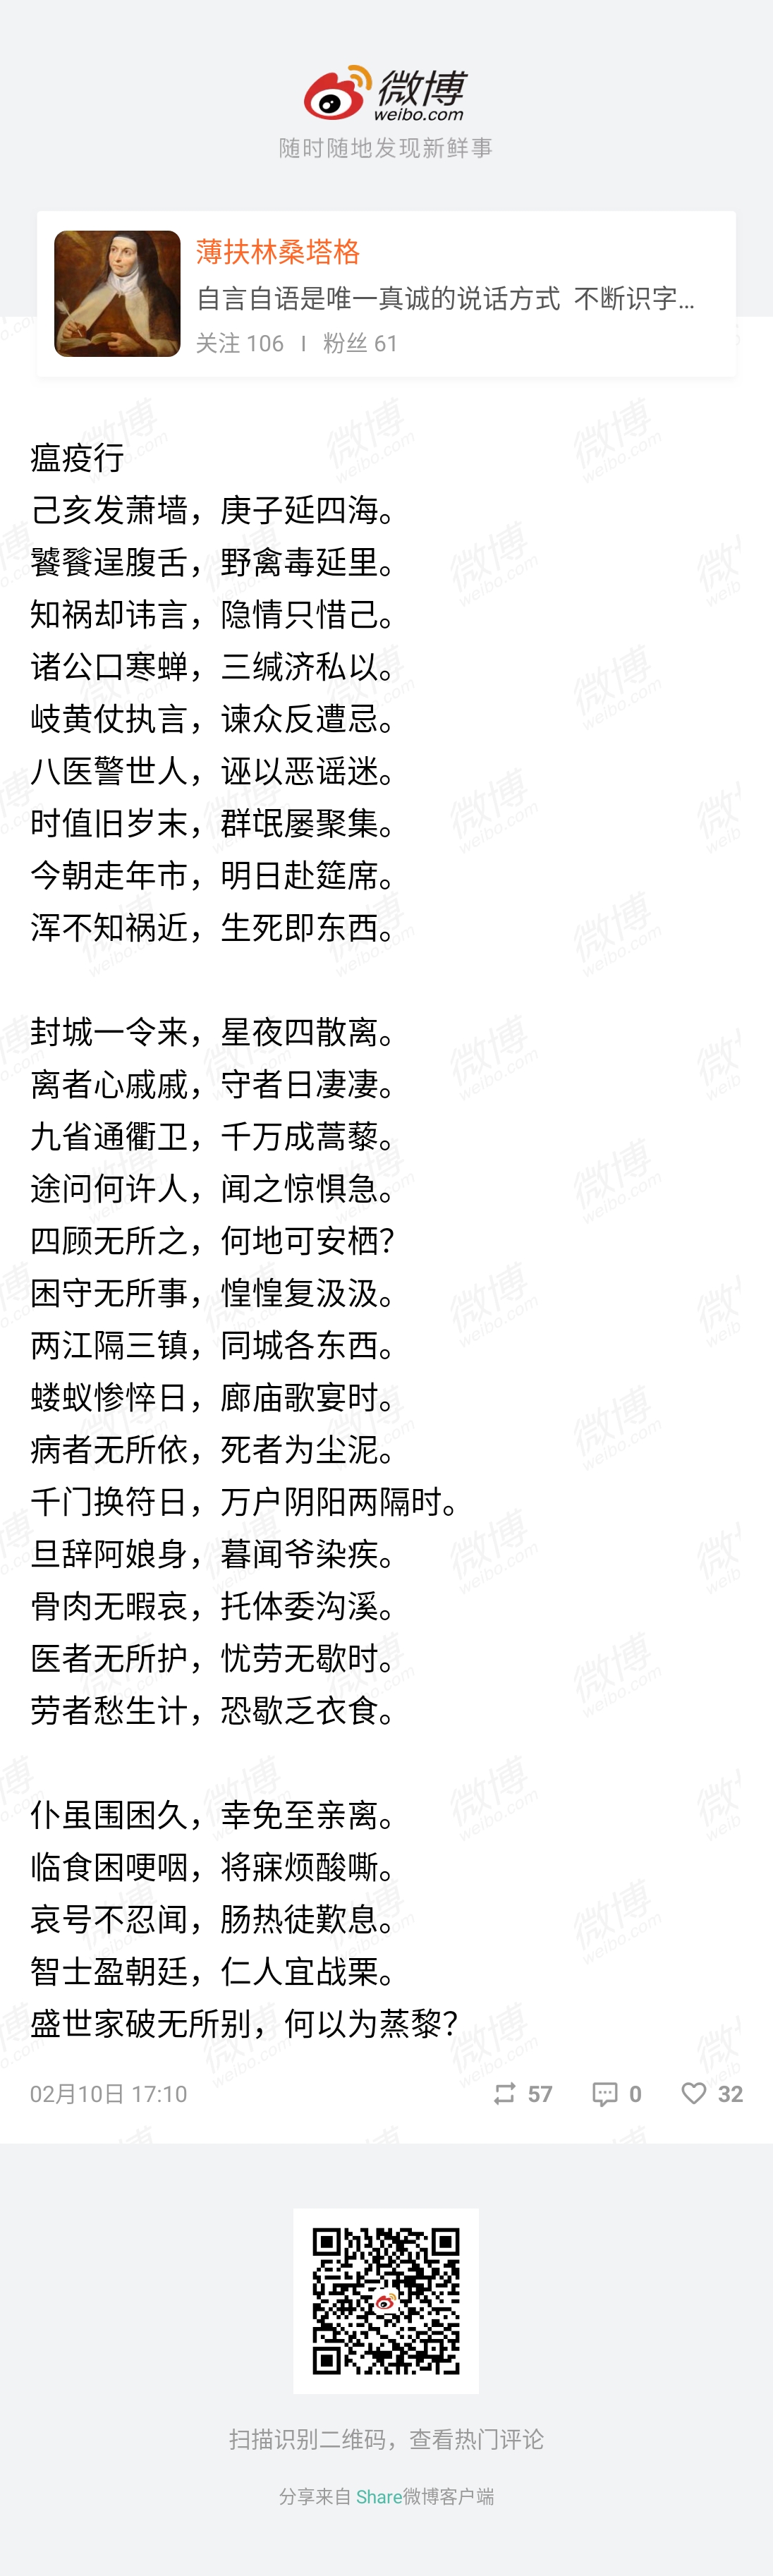 微博
weibo.com
随时随地发现新鲜事
薄扶林桑塔格
自言自语是唯一真诚的说话方式 不断识字...
关注 106 | 粉丝 61
瘟疫行
己亥发萧墙，庚子延四海。
饕餮逞腹舌，野禽毒延里。
知祸却讳言，隐情只惜己。
诸公口寒蝉，三缄济私以。
岐黄仗执言，谏众反遭忌。
八医警世人，诬以恶谣迷。
时值旧岁末，群氓屡聚集。
今朝走年市，明日赴筵席。
浑不知祸近，生死即东西。
封城一令来，星夜四散离。
离者心戚戚，守者日凄凄。
九省通衢卫，千万成蒿藜。
途问何许人，闻之惊惧急。
四顾无所之，何地可安栖？
困守无所事，惶惶复汲汲。
两江隔三镇，同城各东西。
蝼蚁惨悴日，廊庙歌宴时。
病者无所依，死者为尘泥。
千门换符日，万户阴阳两隔时。
旦辞阿娘身，暮闻爷染疾。
骨肉无暇哀，托体委沟溪。
医者无所护，忧劳无歇时。
劳者愁生计，恐歇乏衣食。
仆虽围困久，幸免至亲离。
临食困哽咽，将寐烦酸嘶。
哀号不忍闻，肠热徒歎息。
智士盈朝廷，仁人宜战栗。
盛世家破无所别，何以为蒸黎？
02月10日 17:10 57 0 32
扫描识别二维码，查看热门评论
分享来自 Share微博客户端